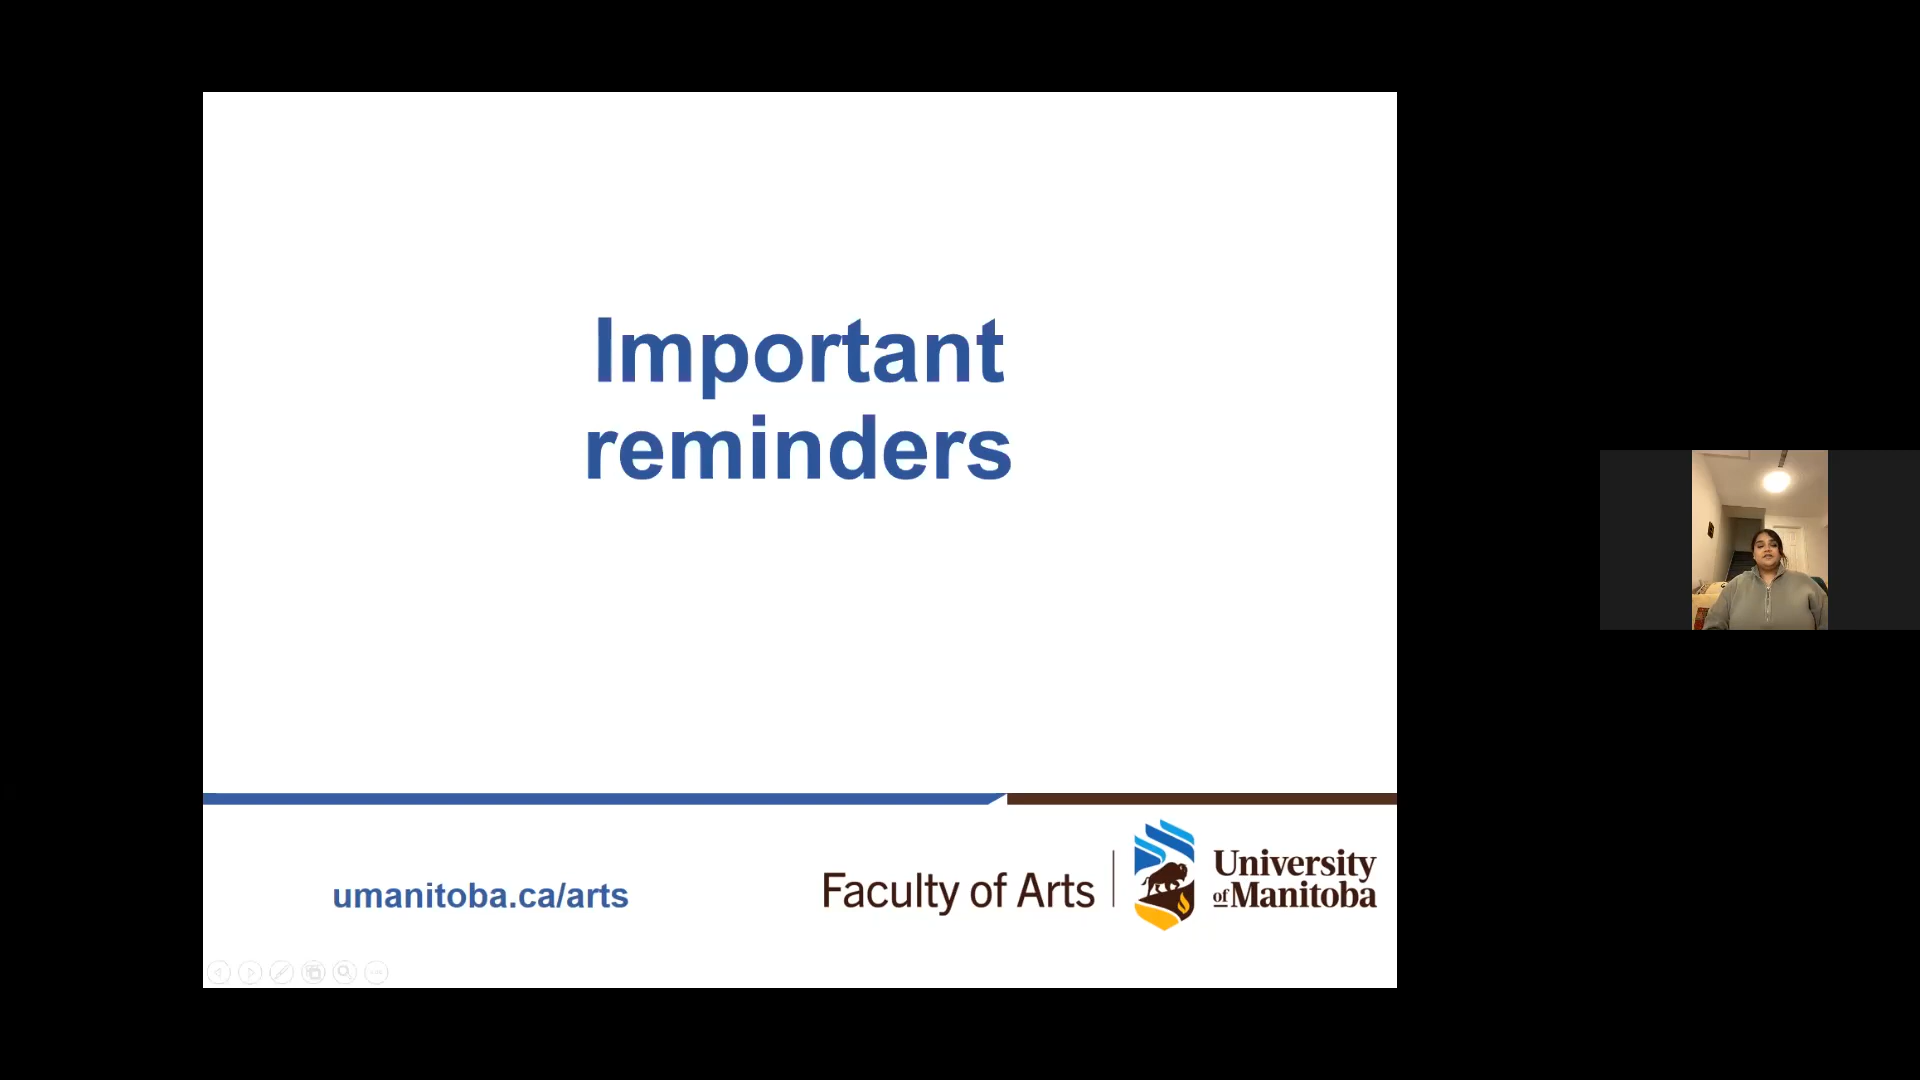 Important
reminders
umanitoba.ca/arts
Faculty of Arts
University
of Manitoba